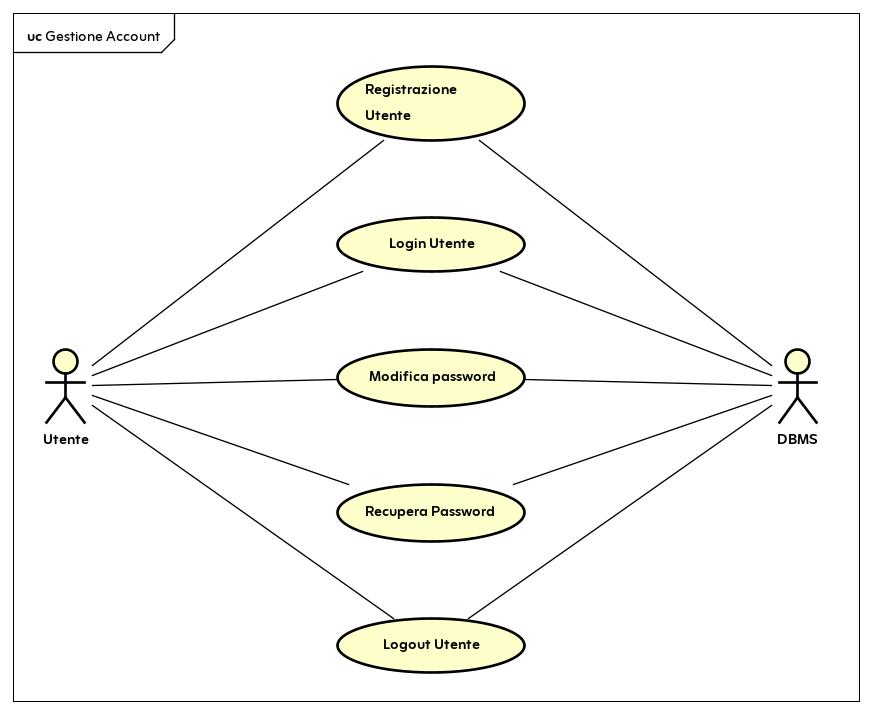 uc Gestione Account
Registrazione
Utente
Login Utente
Modifica password
Utente
DBMS
Recupera Password
Logout Utente